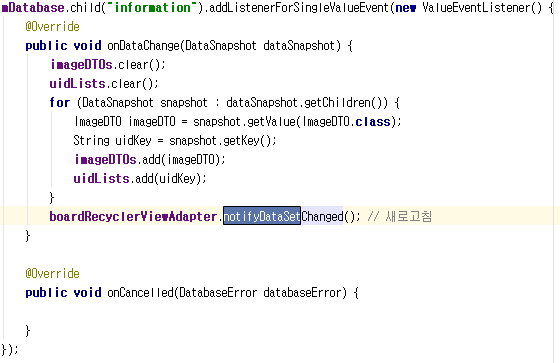 mDatabase.child("information").addListenerForSingleValueEvent(new ValueEventListener() {
@Override
public void onDataChange(DataSnapshot dataSnapshot) {
imageDTOs.clear();
uidLists.clear();
for (DataSnapshot snapshot : dataSnapshot.getChildren()) {
ImageDTO imageDTO = snapshot.getValue(ImageDTO.class);
String uidKey = snapshot.getKey();
imageDTOs.add(imageDTO);
uidLists.add(uidKey);
}
boardRecyclerViewAdapter.notifyDataSetChanged(); // 새로고침
}
@Override
public void onCancelled(DatabaseError databaseError) {
}
});